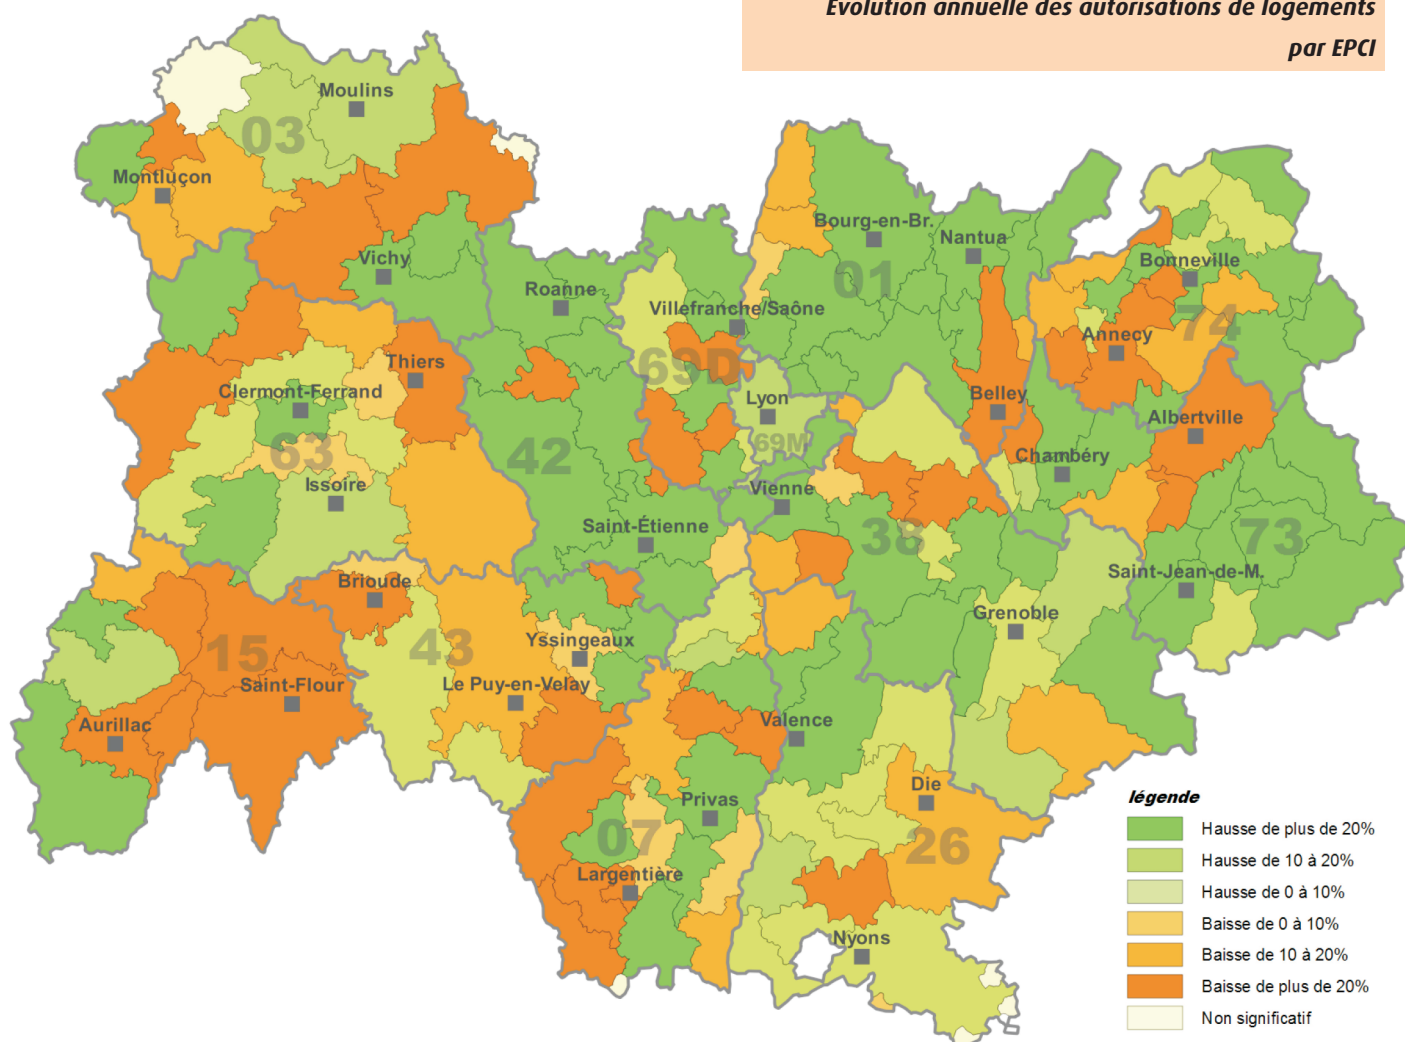 Evolution annuelle des autorisations de logements
par EPCI
Moulins
03
Montluçon
Vichy
Bourg-en-Br.
Nantua
01
Roanne
Villefranche/Saône
Bonneville
74
Annecy
Thiers
69D
Clermont-Ferrand
Lyon
Belley
Albertville
63
42
69M
Chambéry
Issoire
Vienne
Saint-Étienne
38
73
Saint-Jean-de-M.
Brioude
Grenoble
15
43
Yssingeaux
Saint-Flour
Le Puy-en-Velay
Aurillac
Valence
Die
Privas
07
26
Largentière
Nyons
légende
Hausse de plus de 20%
Hausse de 10 à 20%
Hausse de 0 à 10%
Baisse de 0 à 10%
Baisse de 10 à 20%
Baisse de plus de 20%
Non significatif